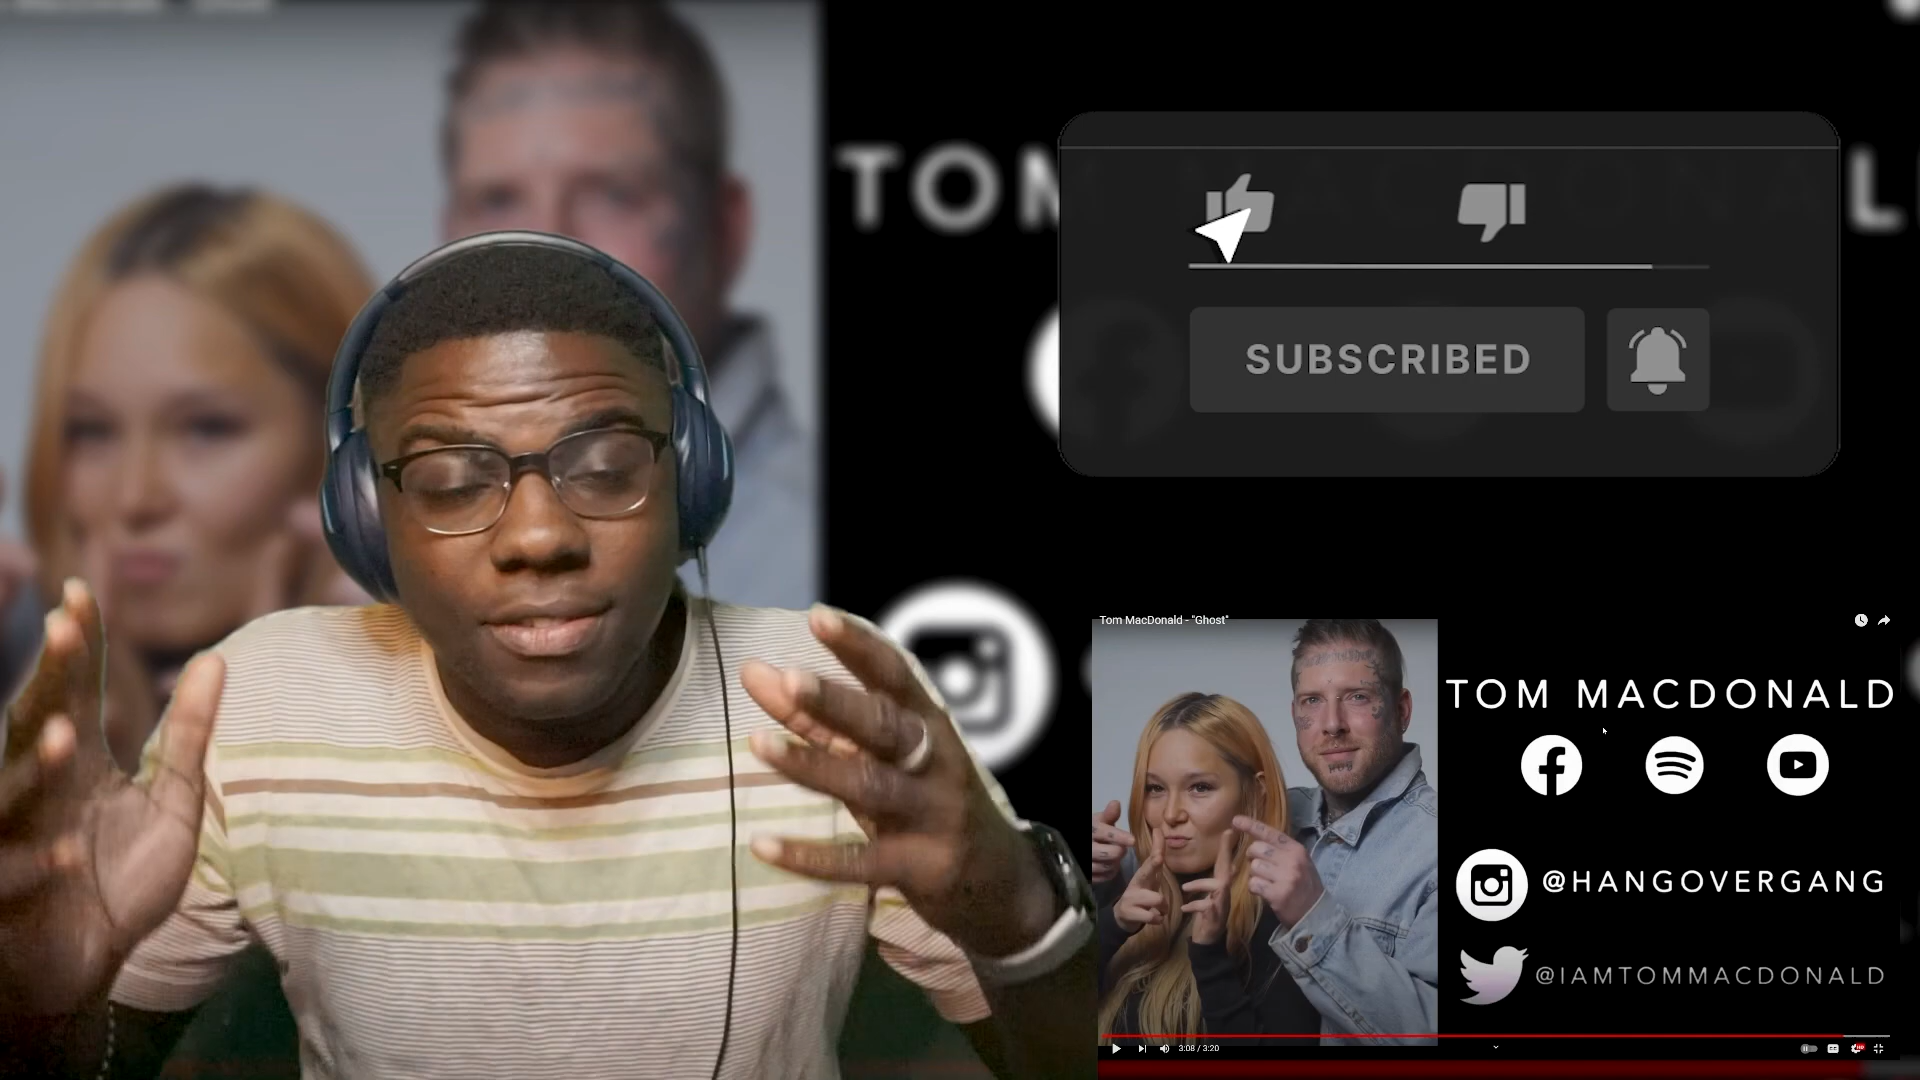 TOM
L
SUBSCRIBED
Tom MacDonald - "Ghost"
TOM MACDONALD
@HANGOVERGANG
@IAMTOMMACDONALD
3:08 / 3:20